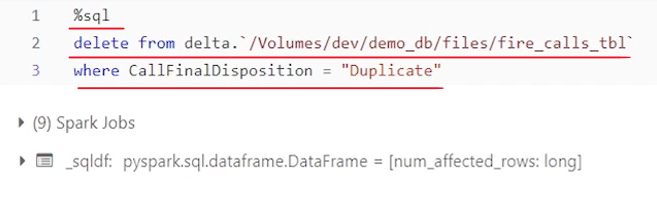 1 %sql
2 delete from delta.`/Volumes/dev/demo_db/files/fire_calls_tbl`
3 where CallFinalDisposition = "Duplicate"
(9) Spark Jobs
_sqldf: pyspark.sql.dataframe.DataFrame = [num_affected_rows: long]